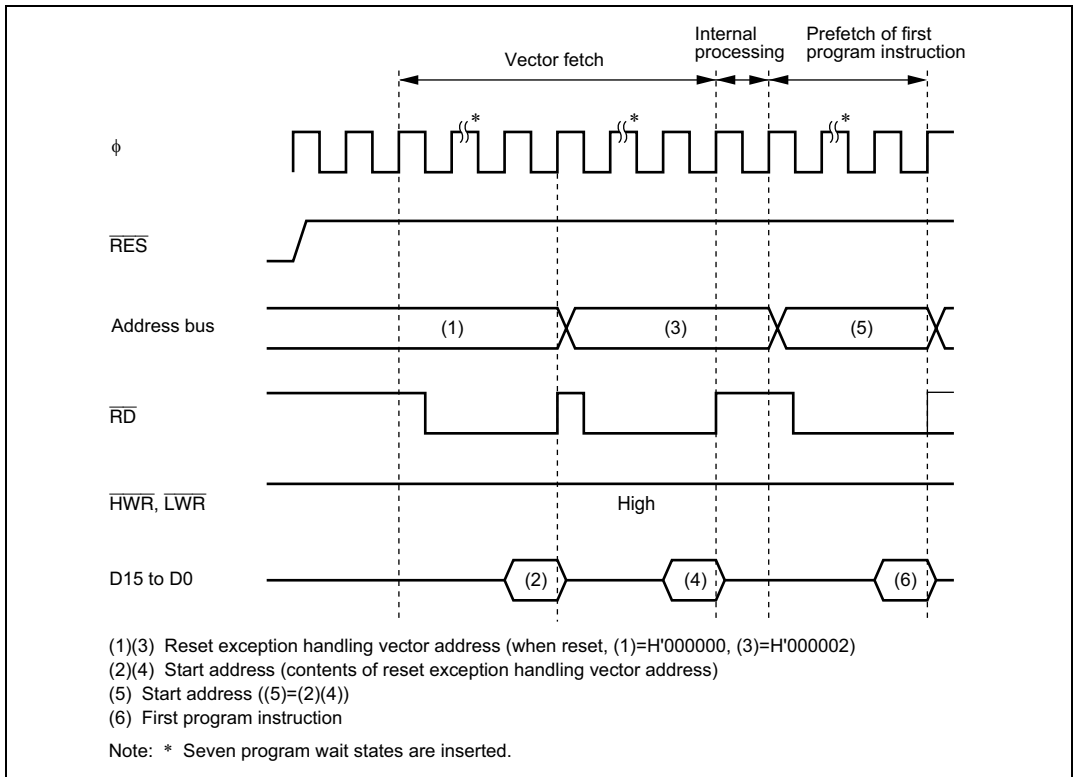 Internal processing
Prefetch of first program instruction
Vector fetch
*
*
*
ϕ
RES
Address bus
(1)
(3)
(5)
RD
HWR, LWR
High
D15 to D0
(2)
(4)
(6)
(1)(3) Reset exception handling vector address (when reset, (1)=H'000000, (3)=H'000002)
(2)(4) Start address (contents of reset exception handling vector address)
(5) Start address ((5)=(2)(4))
(6) First program instruction
Note: * Seven program wait states are inserted.